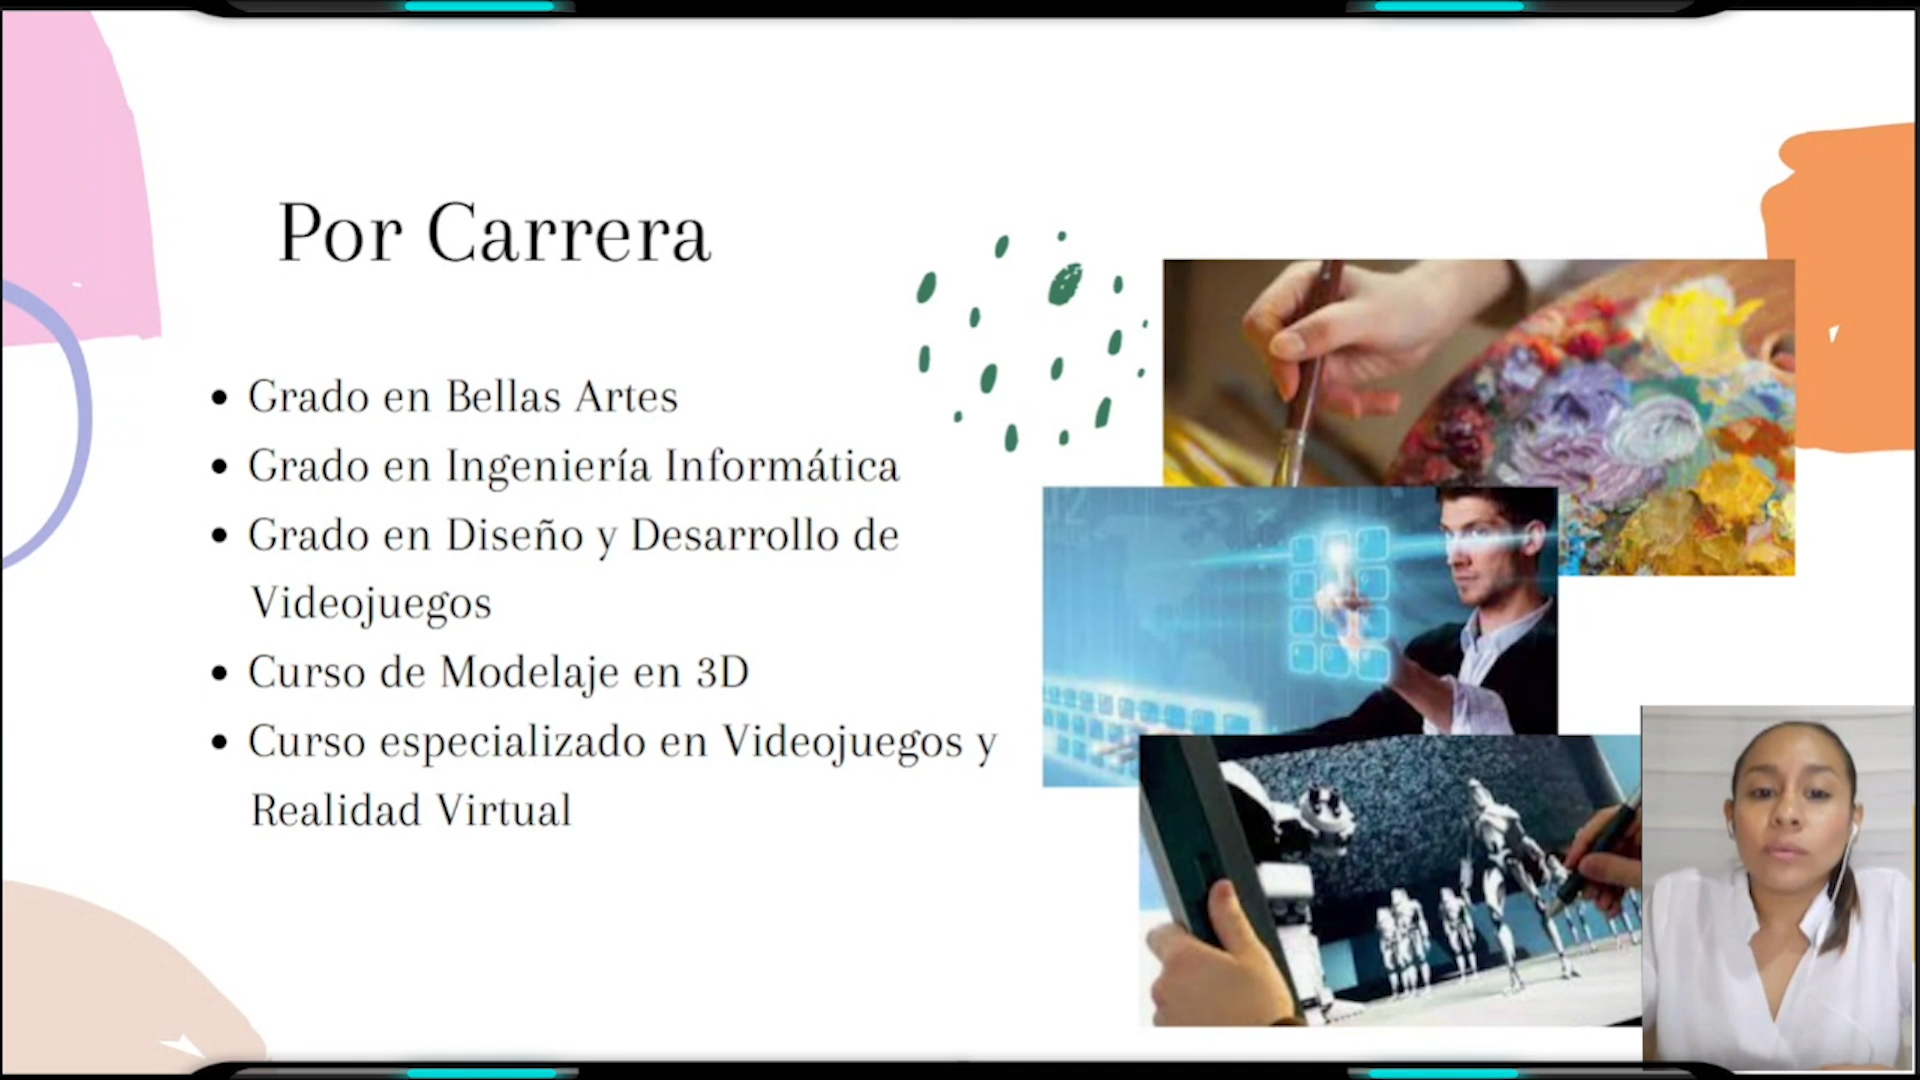 Por Carrera
Grado en Bellas Artes
Grado en Ingeniería Informática
Grado en Diseño y Desarrollo de
Videojuegos
Curso de Modelaje en 3D
Curso especializado en Videojuegos y
Realidad Virtual